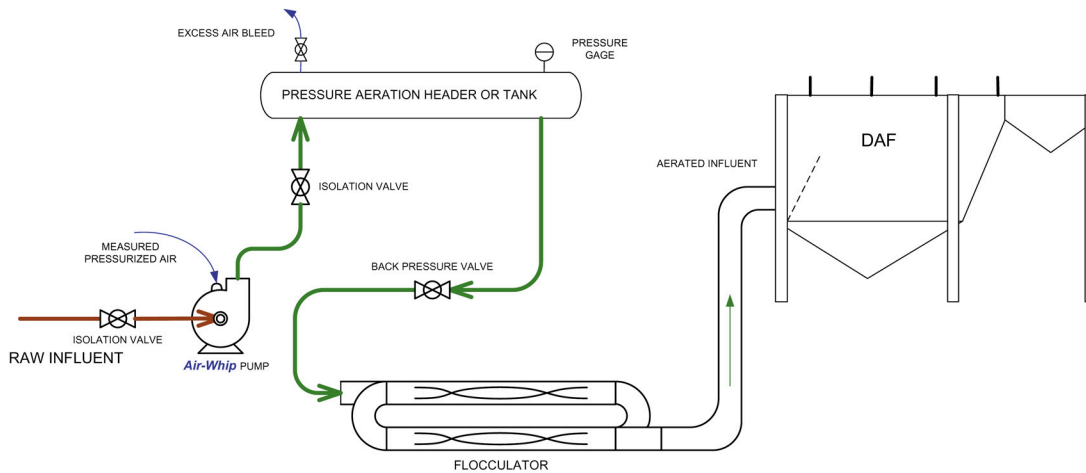 EXCESS AIR BLEED
PRESSURE
GAGE
PRESSURE AERATION HEADER OR TANK
DAF
AERATED INFLUENT
ISOLATION VALVE
MEASURED
PRESSURIZED AIR
BACK PRESSURE VALVE
ISOLATION VALVE
RAW INFLUENT
Air-Whip PUMP
FLOCCULATOR